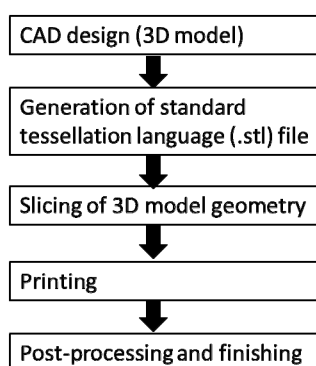 CAD design (3D model)
Generation of standard
tessellation language (.stl) file
Slicing of 3D model geometry
Printing
Post-processing and finishing